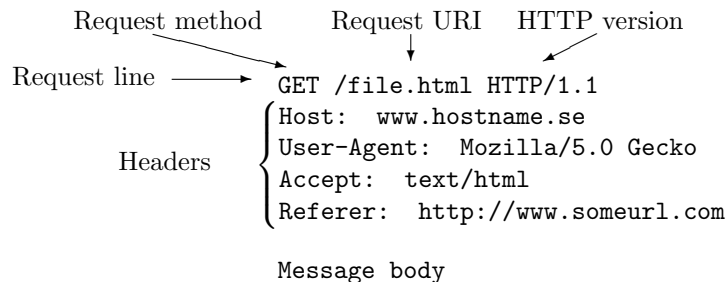 Request method Request URI HTTP version
Request line GET /file.html HTTP/1.1
Host: www.hostname.se
User-Agent: Mozilla/5.0 Gecko
Headers Accept: text/html
Referer: http://www.someurl.com
Message body